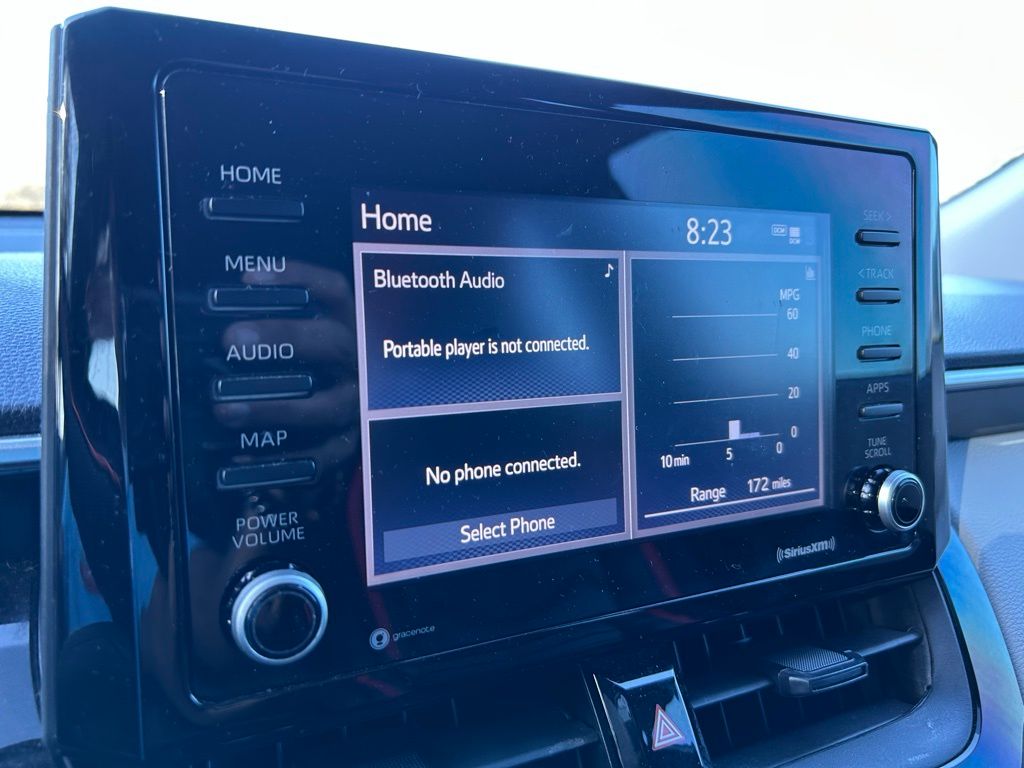 HOME
MENU
AUDIO
MAP
POWER
VOLUME
Home
8:23
DCM
DCM
Bluetooth Audio
Portable player is not connected.
No phone connected.
Select Phone
MPG
60
40
20
0
10 min 5 0
Range 172 miles
SEEK >
< TRACK
PHONE
APPS
TUNE
SCROLL
((SiriusXM))
gracenote